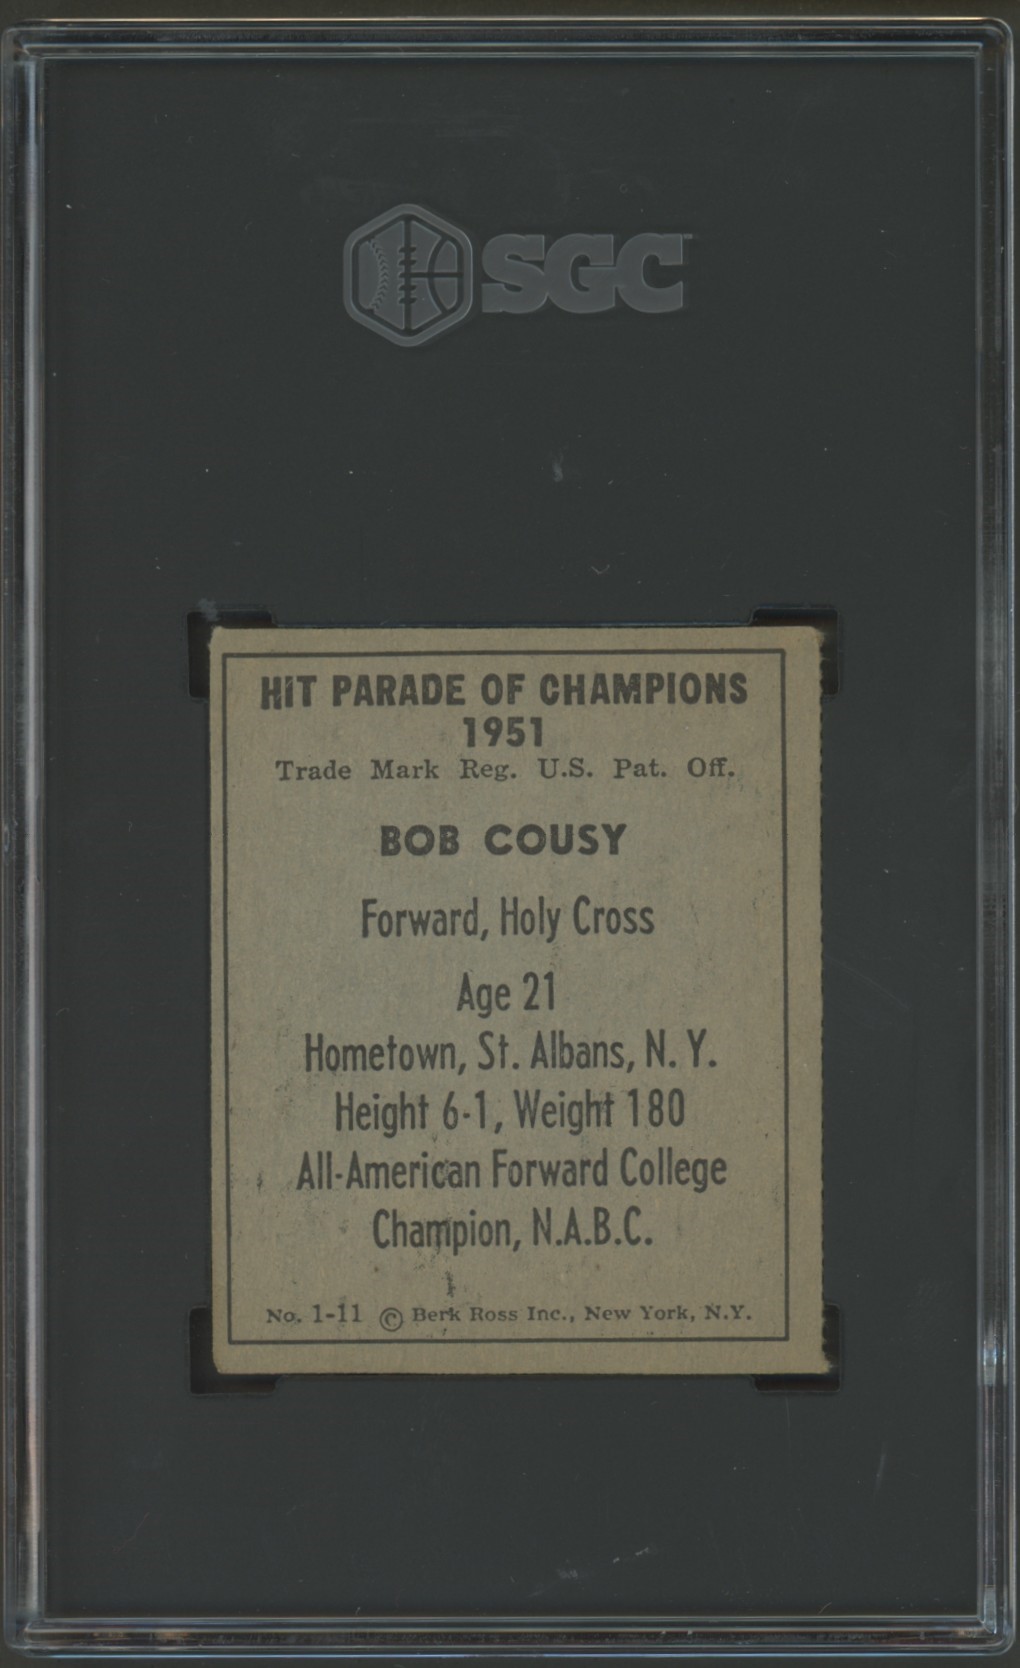 SGC
HIT PARADE OF CHAMPIONS
1951
Trade Mark Reg. U.S. Pat. Off.
BOB COUSY
Forward, Holy Cross
Age 21
Hometown, St. Albans, N. Y.
Height 6-1, Weight 180
All-American Forward College
Champion, N.A.B.C.
No. 1-11 © Berk Ross Inc., New York, N.Y.